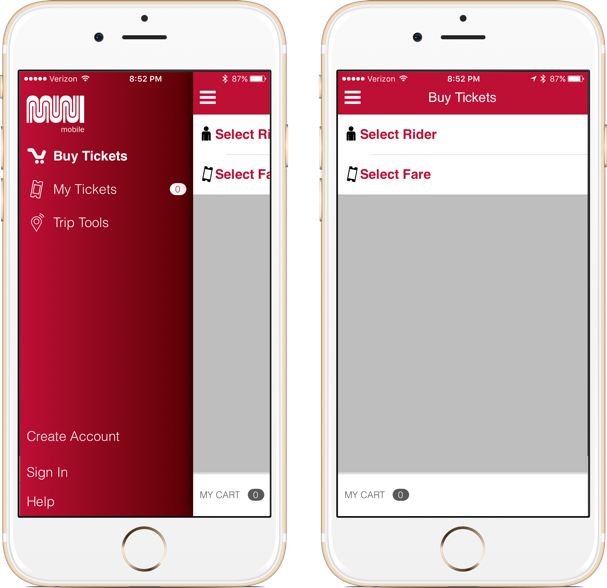 Verizon 8:52 PM 87%
MUNI
mobile
Buy Tickets
My Tickets 0
Trip Tools
Create Account
Sign In
Help
Select Ri
Select Fa
MY CART 0
Verizon 8:52 PM 87%
Buy Tickets
Select Rider
Select Fare
MY CART 0